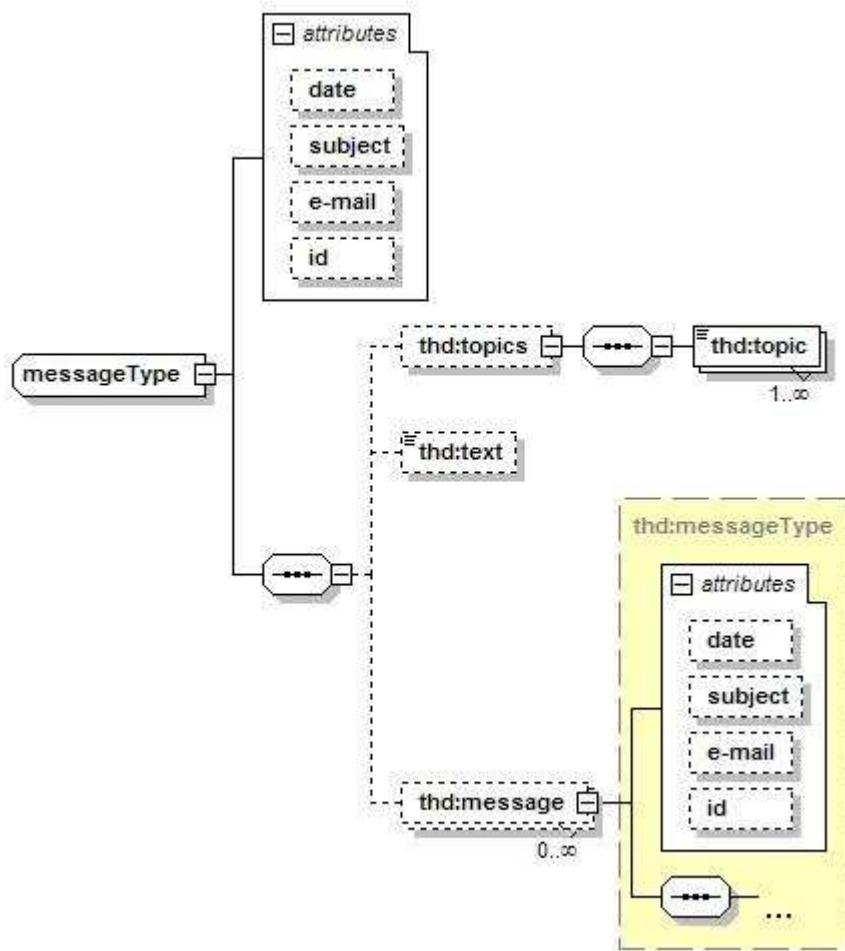 attributes
date
subject
e-mail
id
messageType
thd:topics
thd:topic
1..∞
thd:text
thd:messageType
attributes
date
subject
e-mail
id
thd:message
0..∞
...